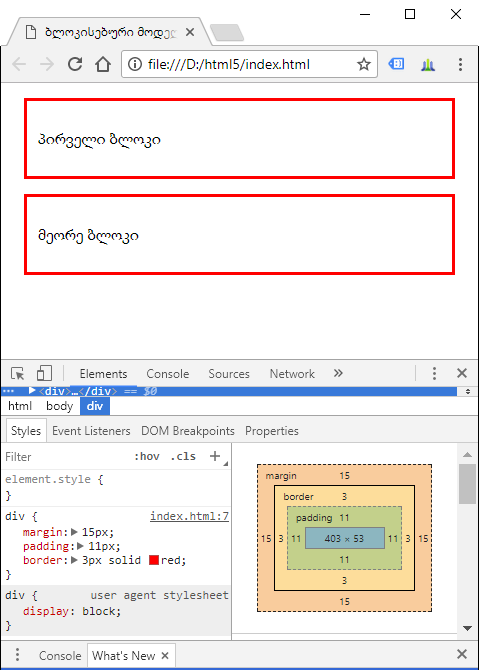 ბლოკისებური მოდელ
file:///D:/html5/index.html
პირველი ბლოკი
მეორე ბლოკი
Elements Console Sources Network
<div>…</div> == $0
html body div
Styles Event Listeners DOM Breakpoints Properties
Filter :hov .cls +
element.style {
}
div { index.html:7
margin: 15px;
padding: 11px;
border: 3px solid red;
}
div { user agent stylesheet
display: block;
}
margin 15
border 3
padding 11
15 3 11 403 × 53 11 3 15
11
3
15
Console What's New